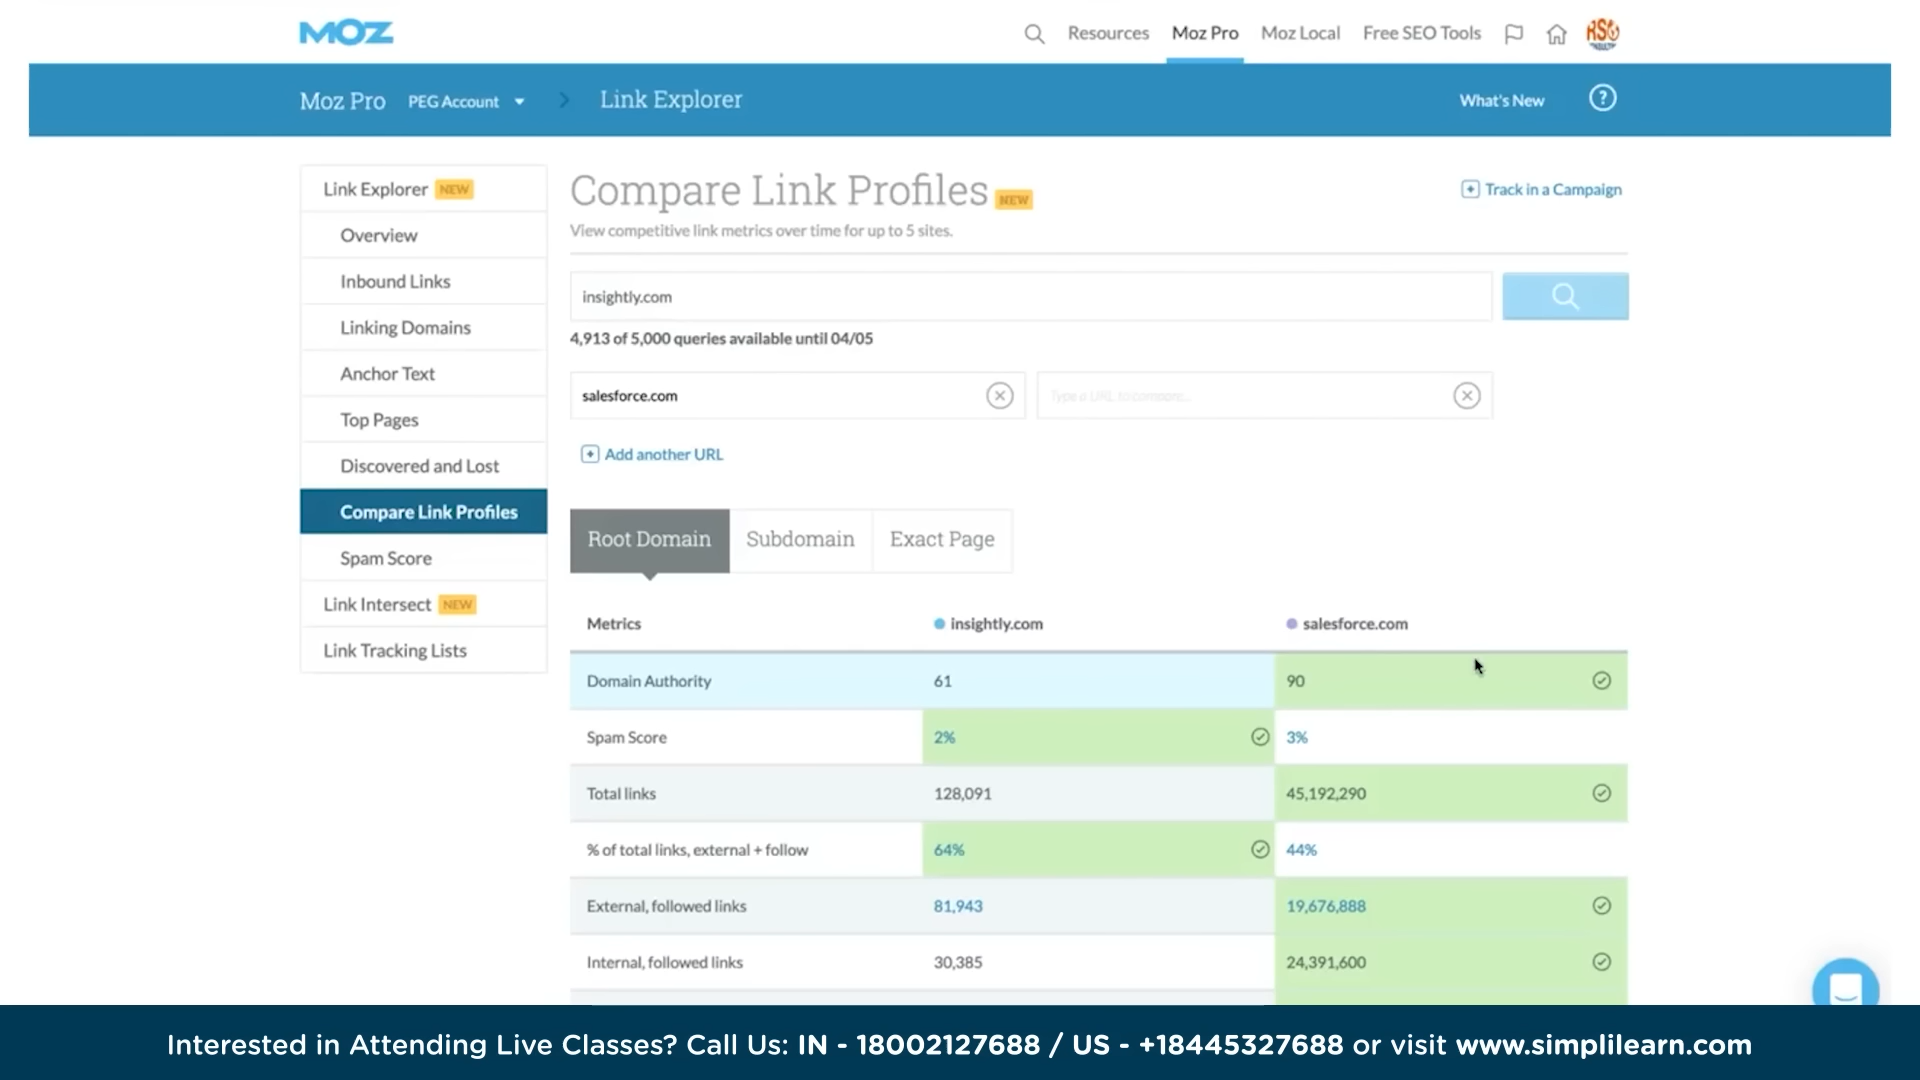 MOZ
Resources Moz Pro Moz Local Free SEO Tools
Moz Pro PEG Account Link Explorer What's New
Link Explorer NEW
Overview
Inbound Links
Linking Domains
Anchor Text
Top Pages
Discovered and Lost
Compare Link Profiles
Spam Score
Link Intersect NEW
Link Tracking Lists
Compare Link Profiles NEW
Track in a Campaign
View competitive link metrics over time for up to 5 sites.
insightly.com
4,913 of 5,000 queries available until 04/05
salesforce.com Type a URL to compare...
Add another URL
Root Domain Subdomain Exact Page
Metrics insightly.com salesforce.com
Domain Authority 61 90
Spam Score 2% 3%
Total links 128,091 45,192,290
% of total links, external + follow 64% 44%
External, followed links 81,943 19,676,888
Internal, followed links 30,385 24,391,600
Interested in Attending Live Classes? Call Us: IN - 18002127688 / US - +18445327688 or visit www.simplilearn.com